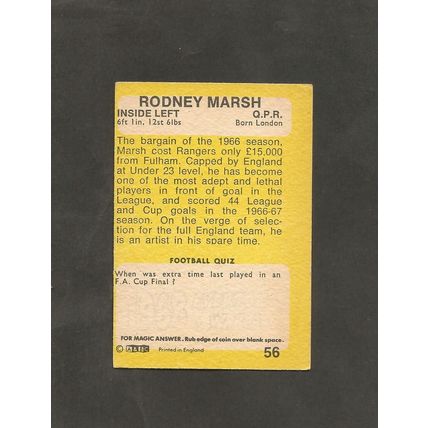 RODNEY MARSH
INSIDE LEFT Q.P.R.
6ft 1in. 12st 6lbs Born London
The bargain of the 1966 season,
Marsh cost Rangers only £15,000
from Fulham. Capped by England
at Under 23 level, he has become
one of the most adept and lethal
players in front of goal in the
League, and scored 44 League
and Cup goals in the 1966-67
season. On the verge of selec-
tion for the full England team, he
is an artist in his spare time.
FOOTBALL QUIZ
When was extra time last played in an
F.A. Cup Final ?
FOR MAGIC ANSWER. Rub edge of coin over blank space.
© A&BC Printed in England 56